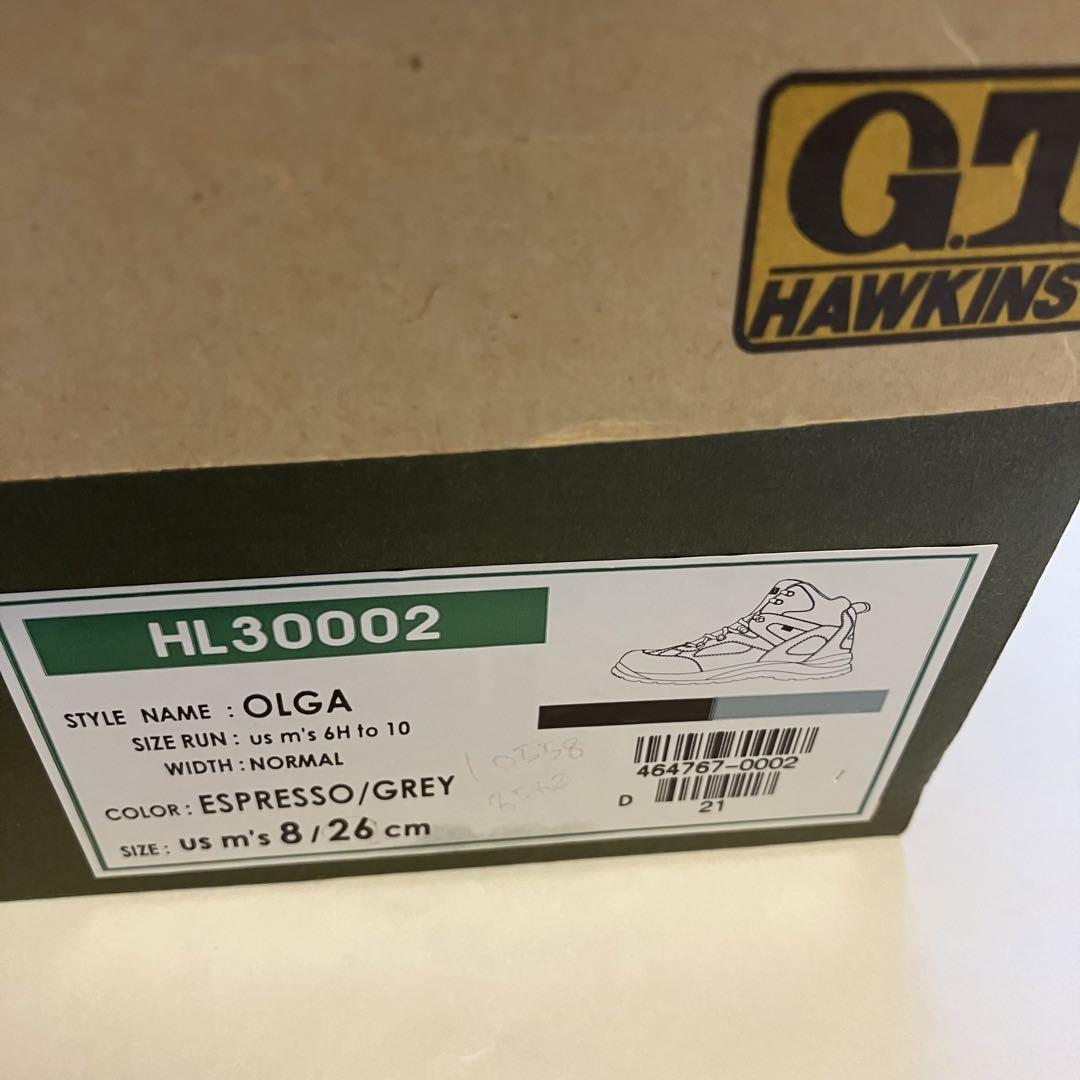 G.T
HAWKINS
HL30002
STYLE NAME : OLGA
SIZE RUN : us m's 6H to 10
WIDTH : NORMAL
COLOR : ESPRESSO/GREY
SIZE : us m's 8 / 26 cm
10558
464767-0002
D
21